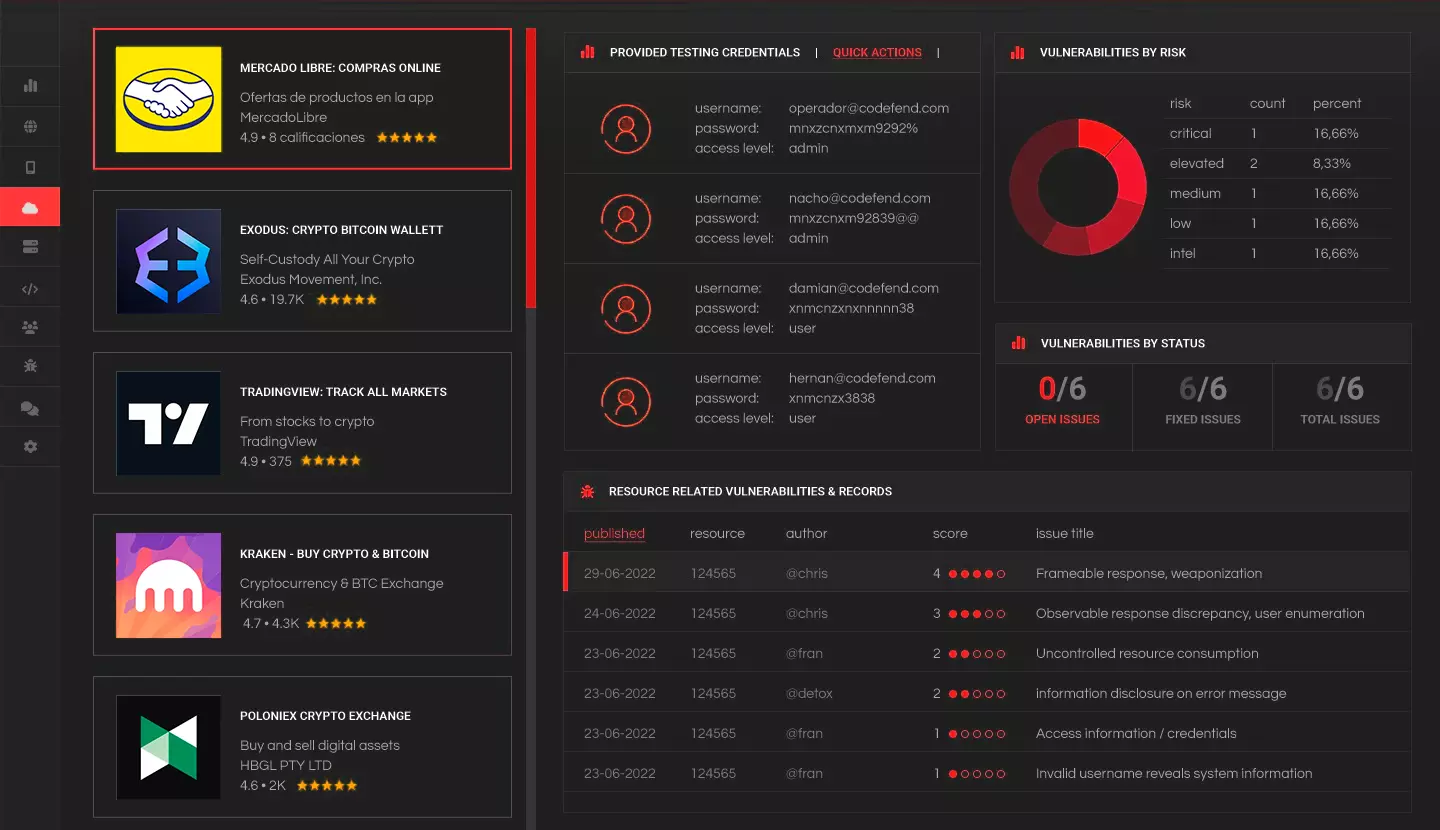 MERCADO LIBRE: COMPRAS ONLINE
Ofertas de productos en la app
MercadoLibre
4.9 • 8 calificaciones
EXODUS: CRYPTO BITCOIN WALLETT
Self-Custody All Your Crypto
Exodus Movement, Inc.
4.6 • 19.7K
TRADINGVIEW: TRACK ALL MARKETS
From stocks to crypto
TradingView
4.9 • 375
KRAKEN - BUY CRYPTO & BITCOIN
Cryptocurrency & BTC Exchange
Kraken
4.7 • 4.3K
POLONIEX CRYPTO EXCHANGE
Buy and sell digital assets
HBGL PTY LTD
4.6 • 2K
PROVIDED TESTING CREDENTIALS | QUICK ACTIONS |
username: operador@codefend.com
password: mnxzcnxmxm9292%
access level: admin
username: nacho@codefend.com
password: mnxzcnxm92839@@
access level: admin
username: damian@codefend.com
password: xnmcnzxnxnnnnn38
access level: user
username: hernan@codefend.com
password: xnmcnzx3838
access level: user
VULNERABILITIES BY RISK
risk count percent
critical 1 16,66%
elevated 2 8,33%
medium 1 16,66%
low 1 16,66%
intel 1 16,66%
VULNERABILITIES BY STATUS
0/6 6/6 6/6
OPEN ISSUES FIXED ISSUES TOTAL ISSUES
RESOURCE RELATED VULNERABILITIES & RECORDS
published resource author score issue title
29-06-2022 124565 @chris 4 Frameable response, weaponization
24-06-2022 124565 @chris 3 Observable response discrepancy, user enumeration
23-06-2022 124565 @fran 2 Uncontrolled resource consumption
23-06-2022 124565 @detox 2 information disclosure on error message
23-06-2022 124565 @fran 1 Access information / credentials
23-06-2022 124565 @fran 1 Invalid username reveals system information